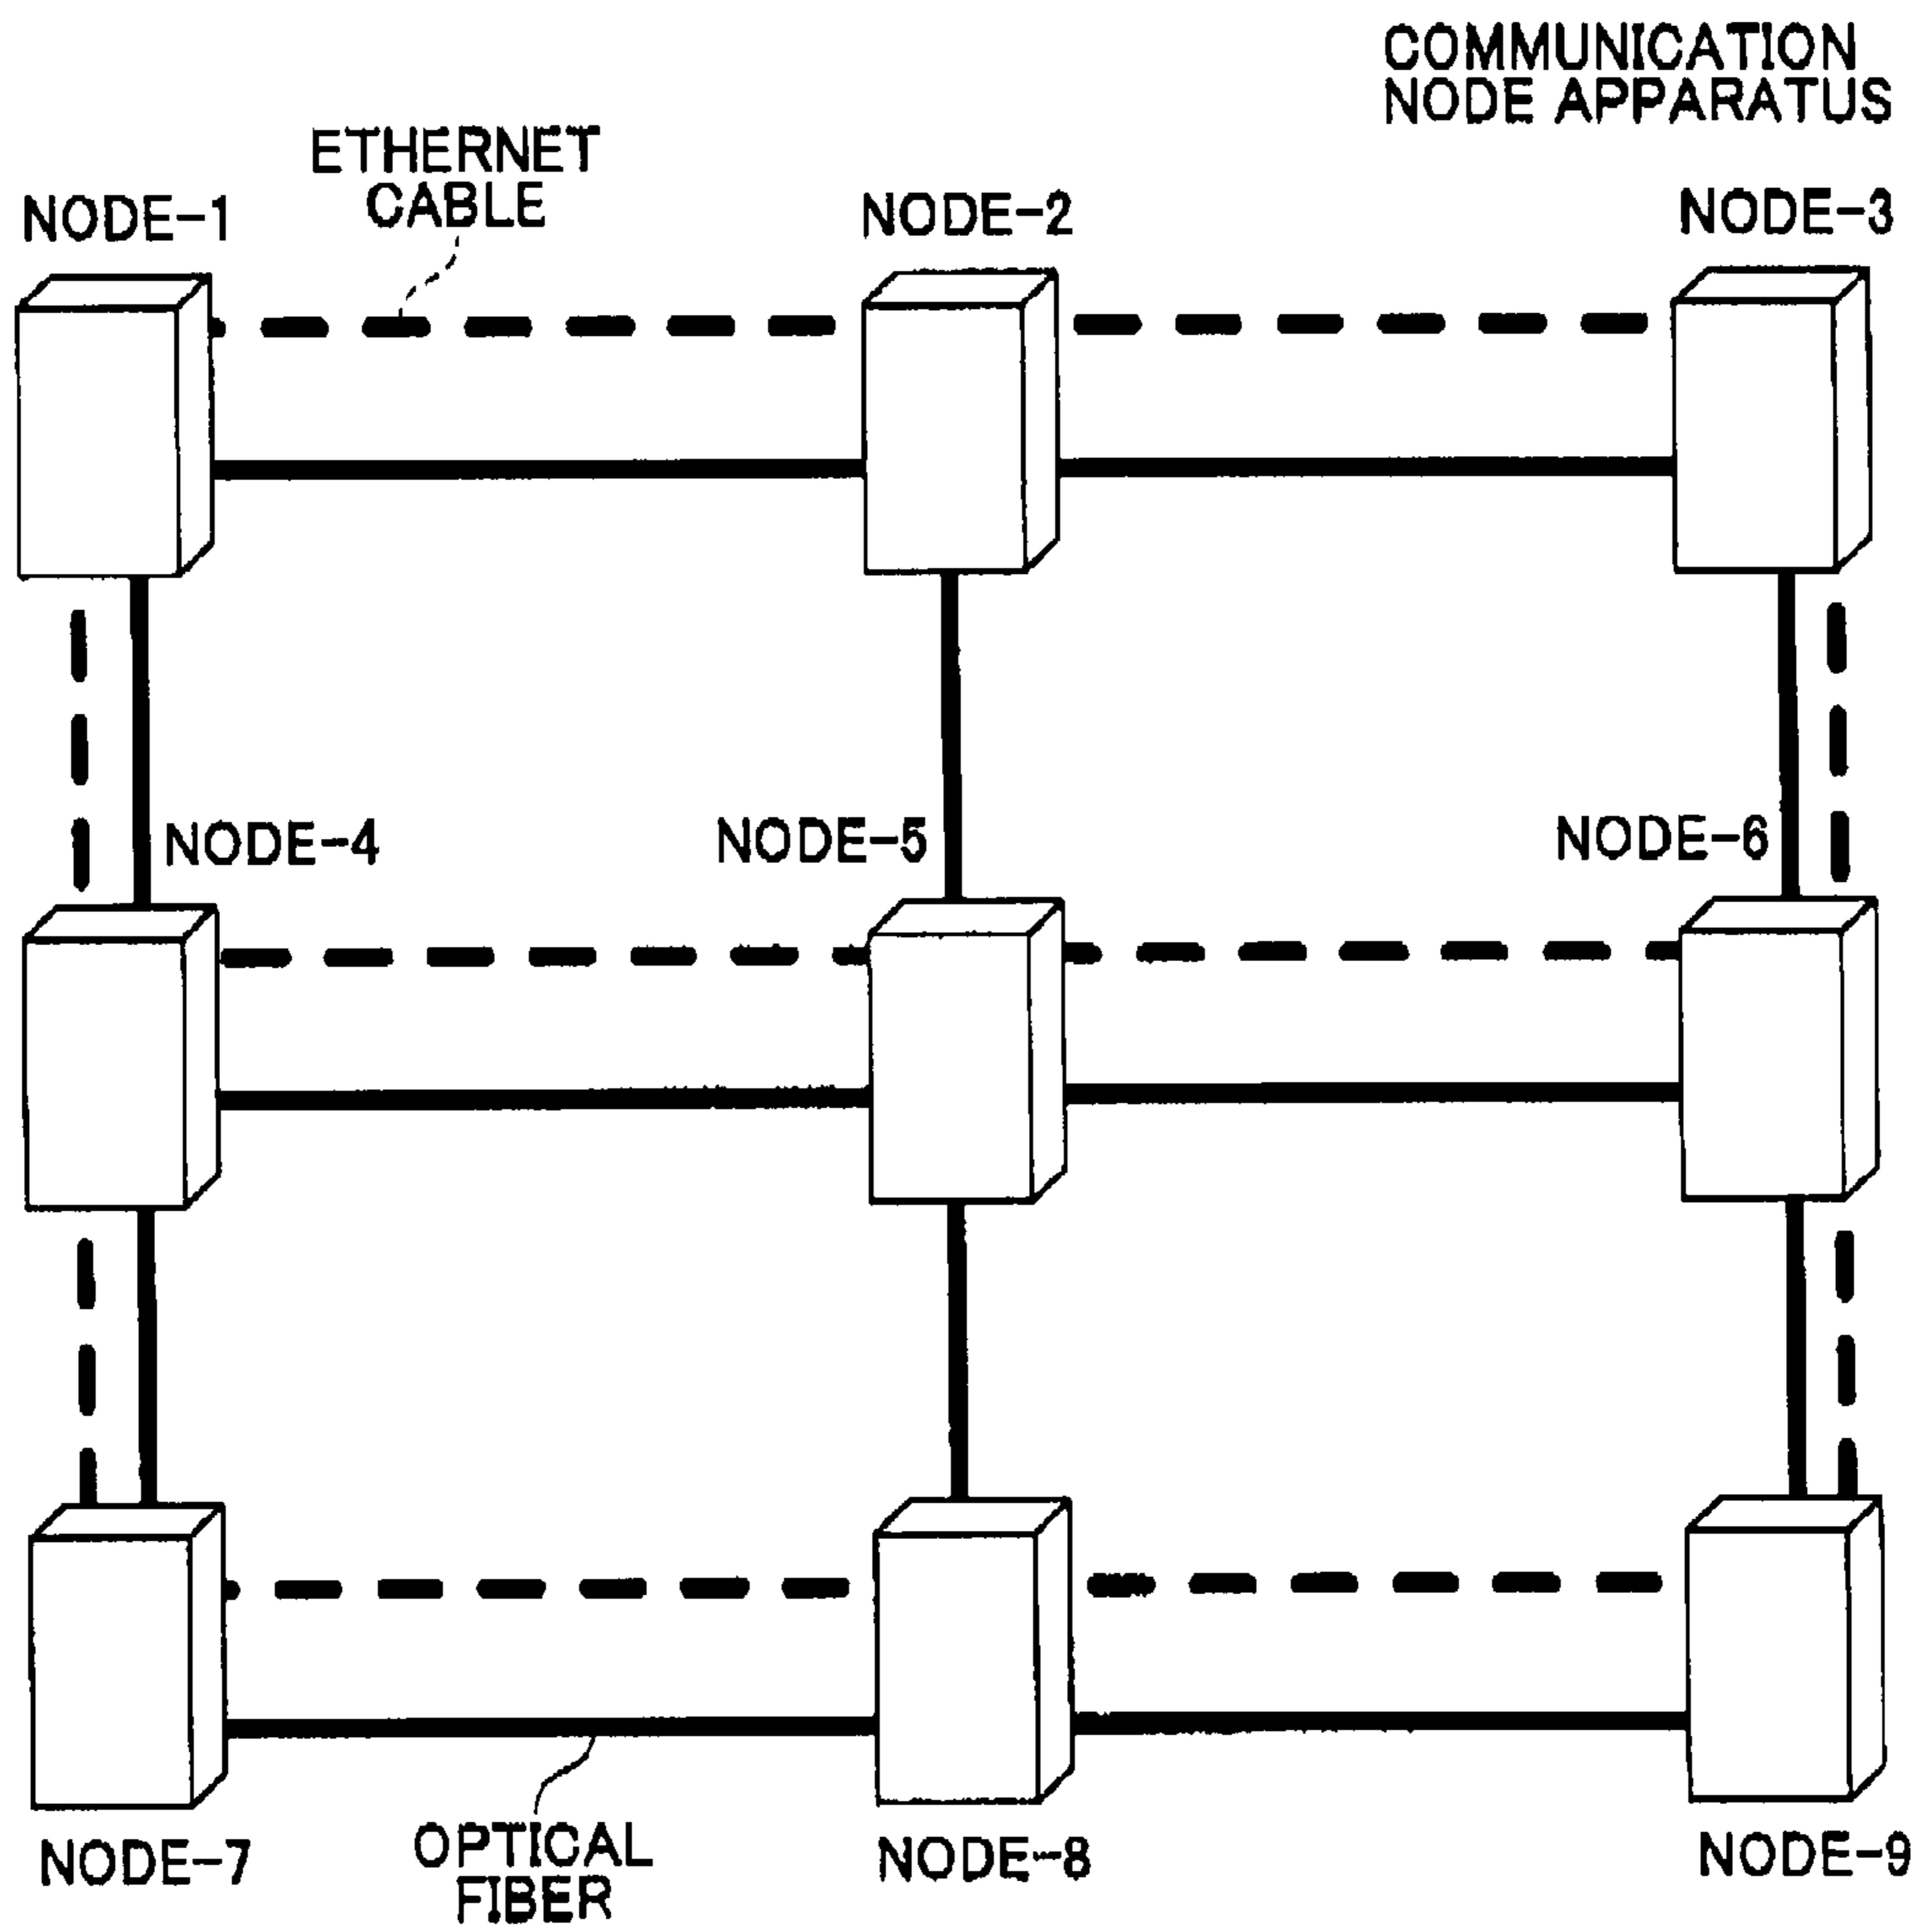 COMMUNICATION
NODE APPARATUS
ETHERNET
CABLE
NODE-1
NODE-2
NODE-3
NODE-4
NODE-5
NODE-6
NODE-7
OPTICAL
FIBER
NODE-8
NODE-9